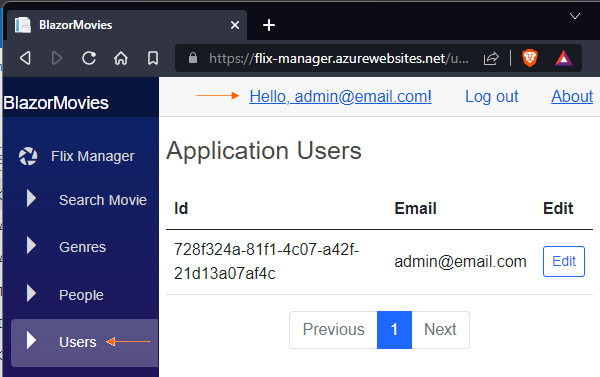 BlazorMovies
https://flix-manager.azurewebsites.net/u...
BlazorMovies
Hello, admin@email.com! Log out About
Flix Manager
Search Movie
Genres
People
Users
Application Users
Id Email Edit
728f324a-81f1-4c07-a42f-
21d13a07af4c
admin@email.com
Edit
Previous 1 Next